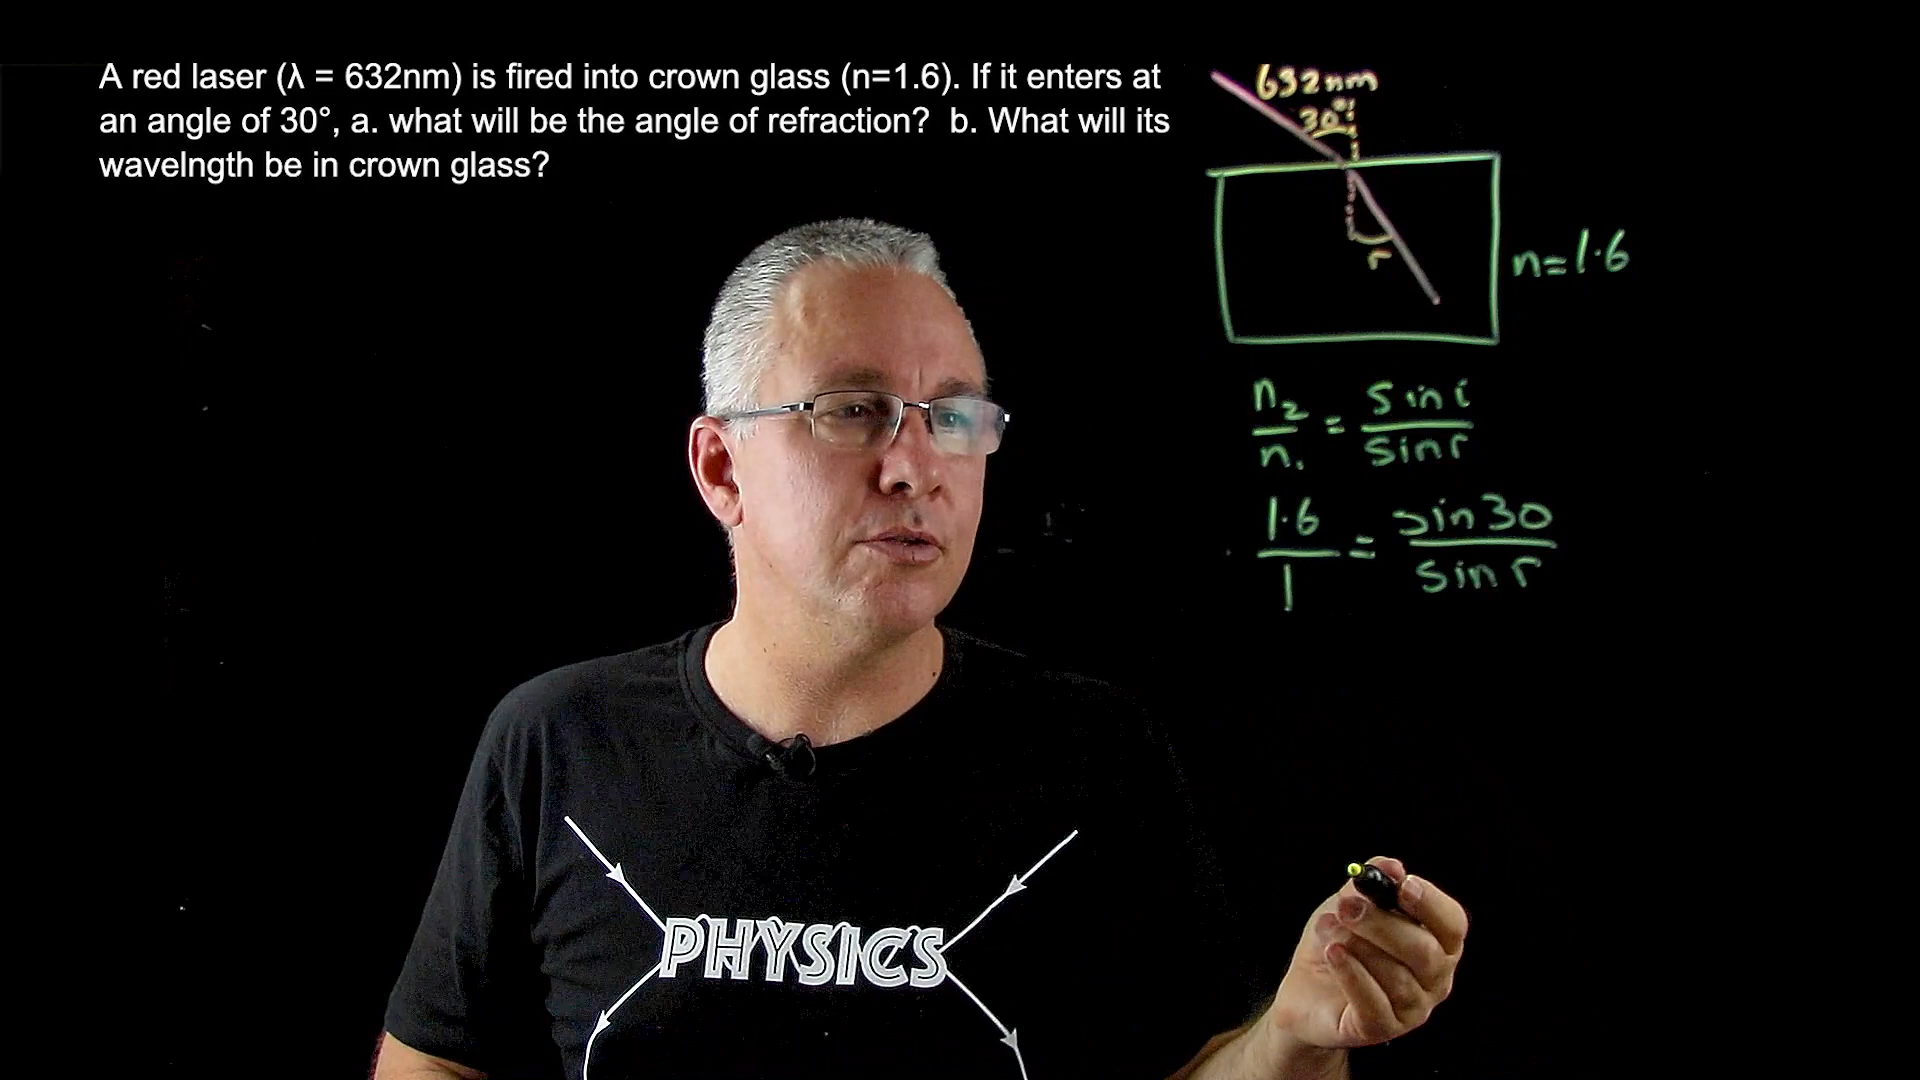 A red laser (λ = 632nm) is fired into crown glass (n=1.6). If it enters at
an angle of 30°, a. what will be the angle of refraction?  b. What will its
wavelngth be in crown glass?
632nm
30°
r
n=1.6
n₂/n₁ = sin i/sin r
1.6/1 = sin 30/sin r
PHYSICS